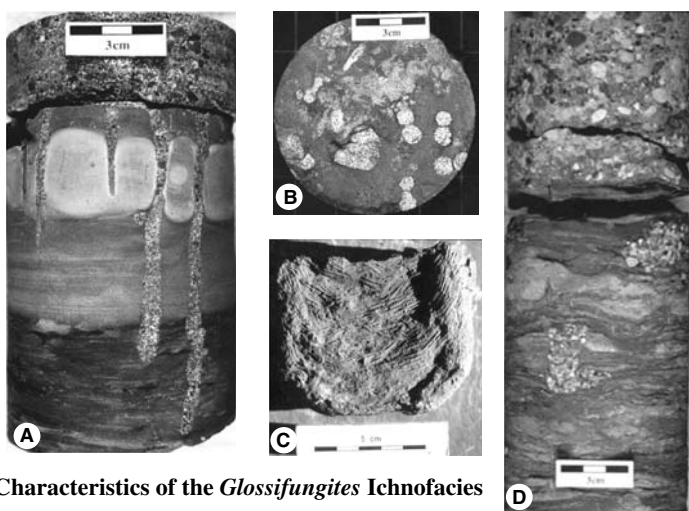 3cm
3cm
B
A
5 cm
C
3cm
D
Characteristics of the Glossifungites Ichnofacies